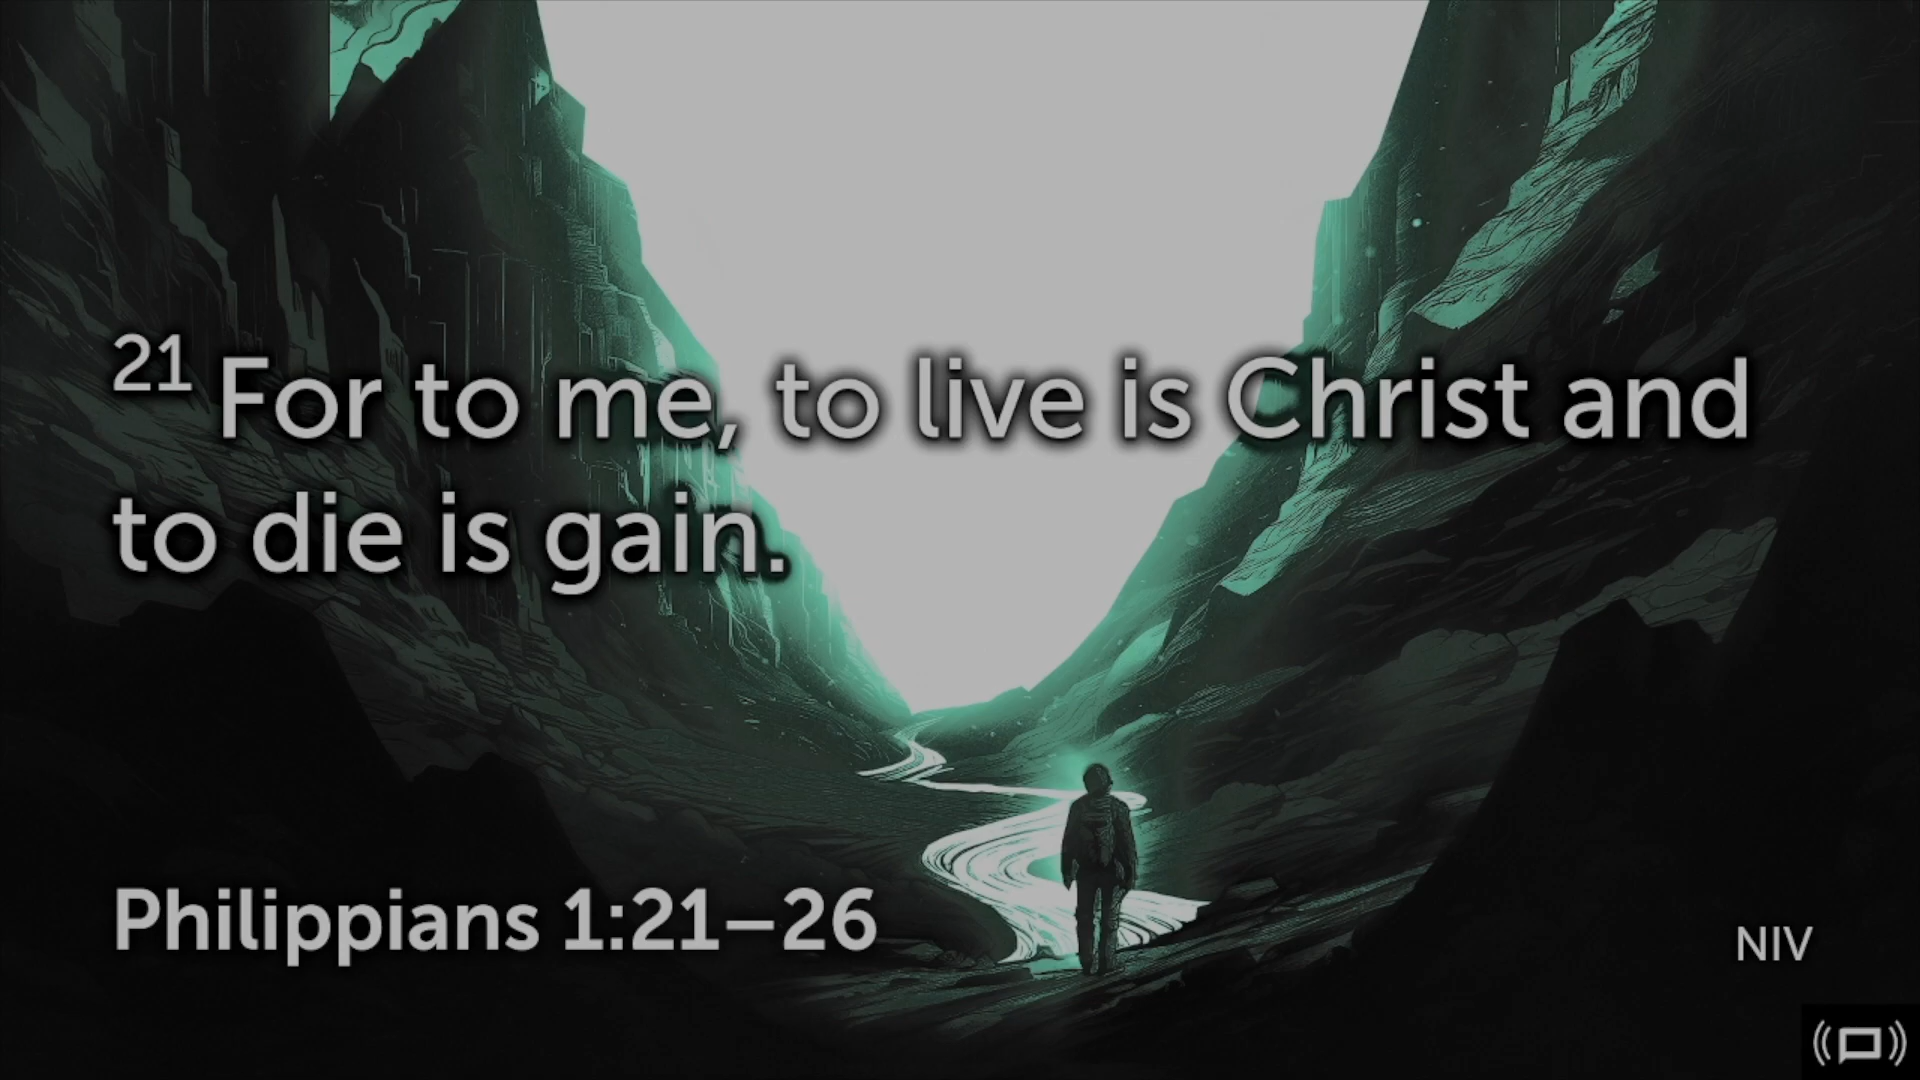 21 For to me, to live is Christ and
to die is gain.
Philippians 1:21–26
NIV